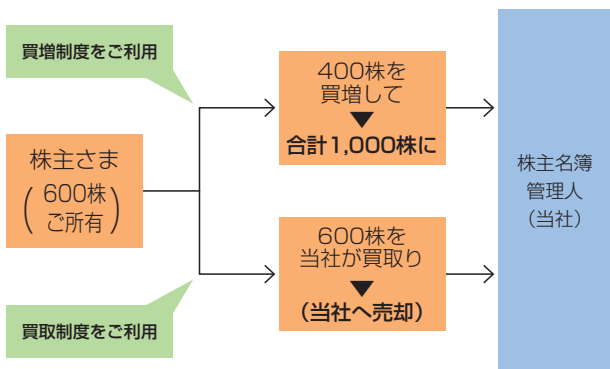 買増制度をご利用
株主さま
(600株
ご所有)
買取制度をご利用
400株を
買増して
▼
合計1,000株に
600株を
当社が買取り
▼
(当社へ売却)
株主名簿
管理人
(当社)